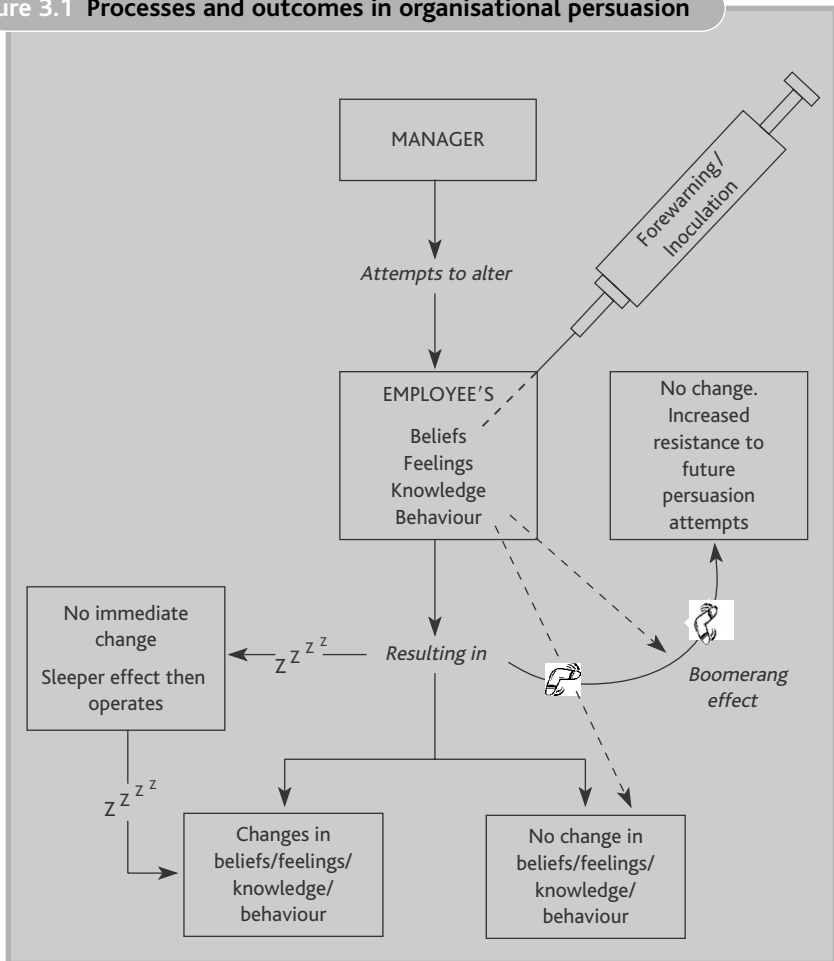 ure 3.1 Processes and outcomes in organisational persuasion
MANAGER
Forewarning/
Inoculation
Attempts to alter
EMPLOYEE'S
Beliefs
Feelings
Knowledge
Behaviour
No change.
Increased
resistance to
future
persuasion
attempts
No immediate
change
Sleeper effect then
operates
z z z z
Resulting in
Boomerang
effect
z z z z
Changes in
beliefs/feelings/
knowledge/
behaviour
No change in
beliefs/feelings/
knowledge/
behaviour